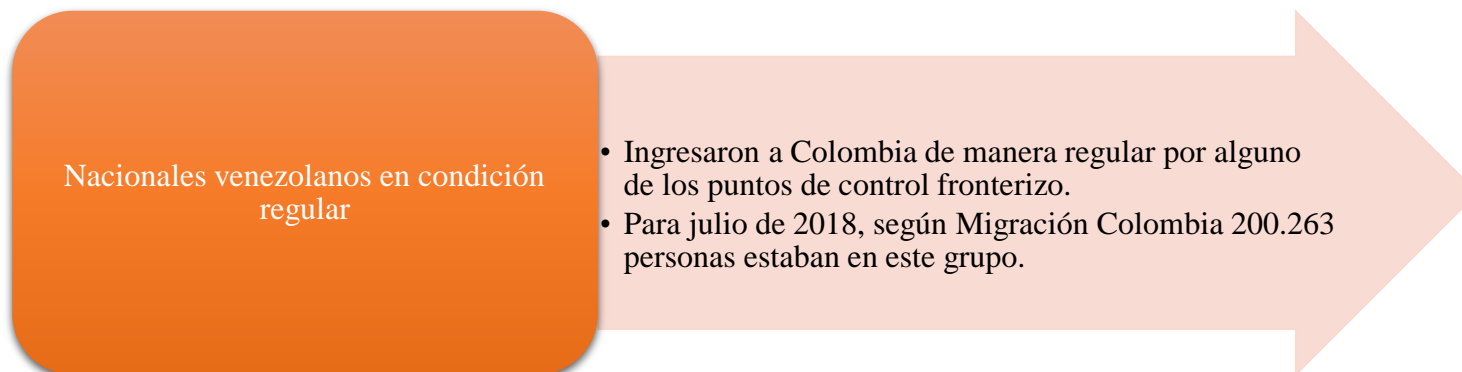 Nacionales venezolanos en condición
regular
• Ingresaron a Colombia de manera regular por alguno
de los puntos de control fronterizo.
• Para julio de 2018, según Migración Colombia 200.263
personas estaban en este grupo.